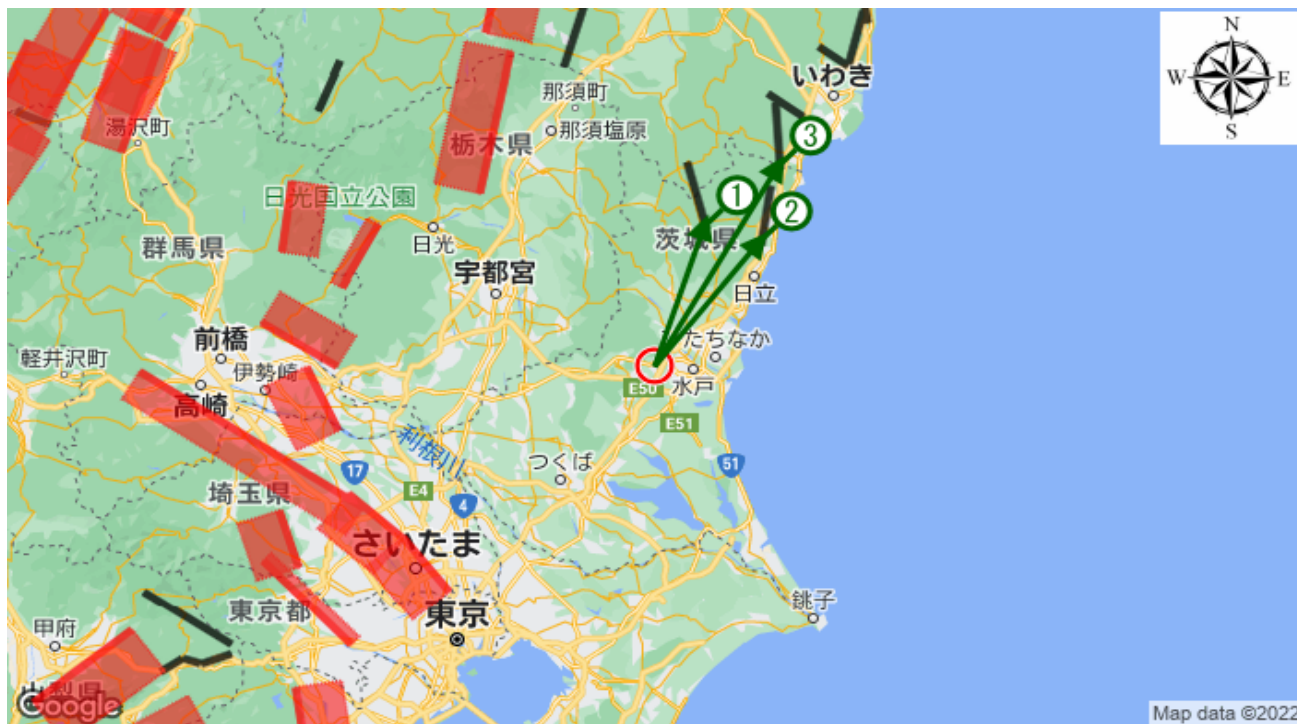 N
W
E
S
いわき
那須町
湯沢町
那須塩原
栃木県
③
①
日光国立公園
②
群馬県
日光
茨城県
宇都宮
日立
前橋
たちなか
軽井沢町
伊勢崎
水戸
E50
高崎
E51
利根川
つくば
51
17
埼玉県
E4
4
さいたま
銚子
東京都
東京
甲府
山梨県
Google
Map data ©2022